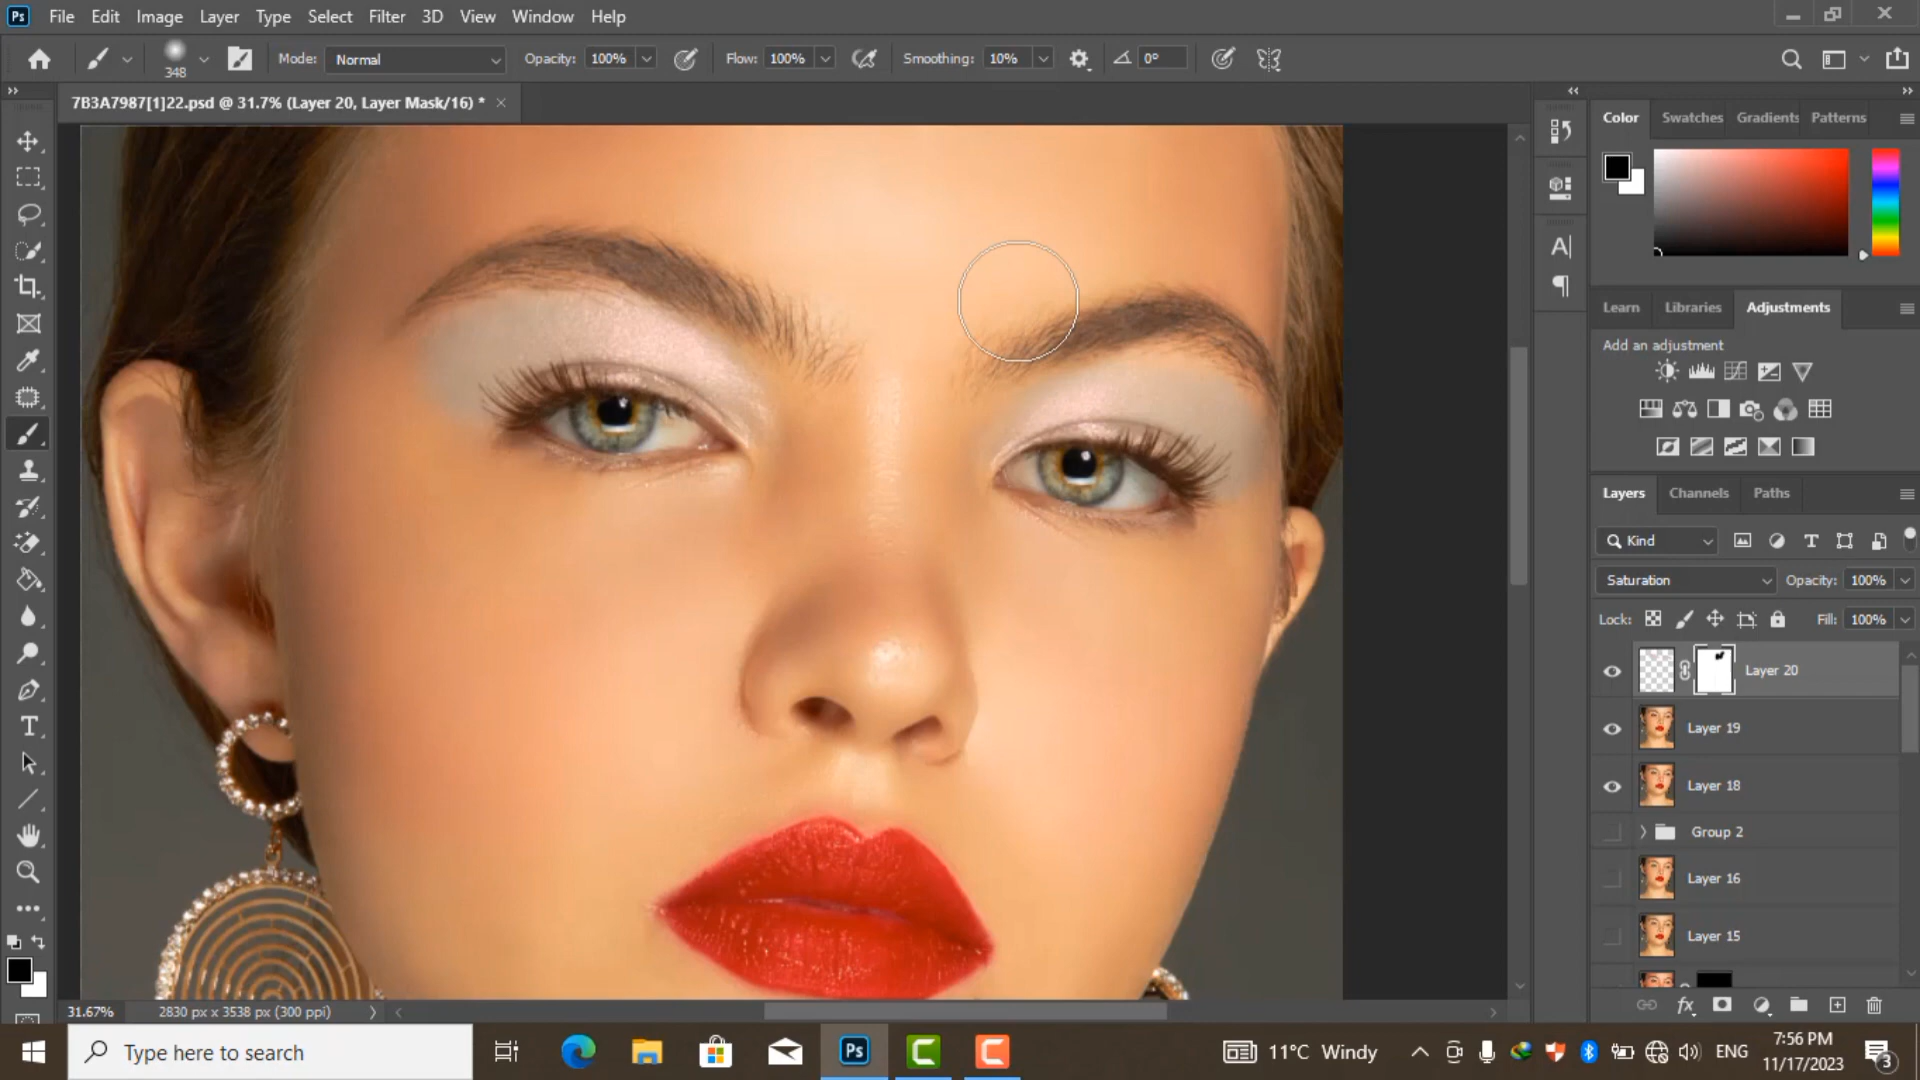 Ps File Edit Image Layer Type Select Filter 3D View Window Help
348 Mode: Normal Opacity: 100% Flow: 100% Smoothing: 10% 0°
7B3A7987[1]22.psd @ 31.7% (Layer 20, Layer Mask/16) * ×
Color Swatches Gradients Patterns
Learn Libraries Adjustments
Add an adjustment
Layers Channels Paths
Kind
Saturation Opacity: 100%
Lock: Fill: 100%
Layer 20
Layer 19
Layer 18
Group 2
Layer 16
Layer 15
31.67% 2830 px x 3538 px (300 ppi)
Type here to search
Ps
11°C Windy
ENG
7:56 PM
11/17/2023
3